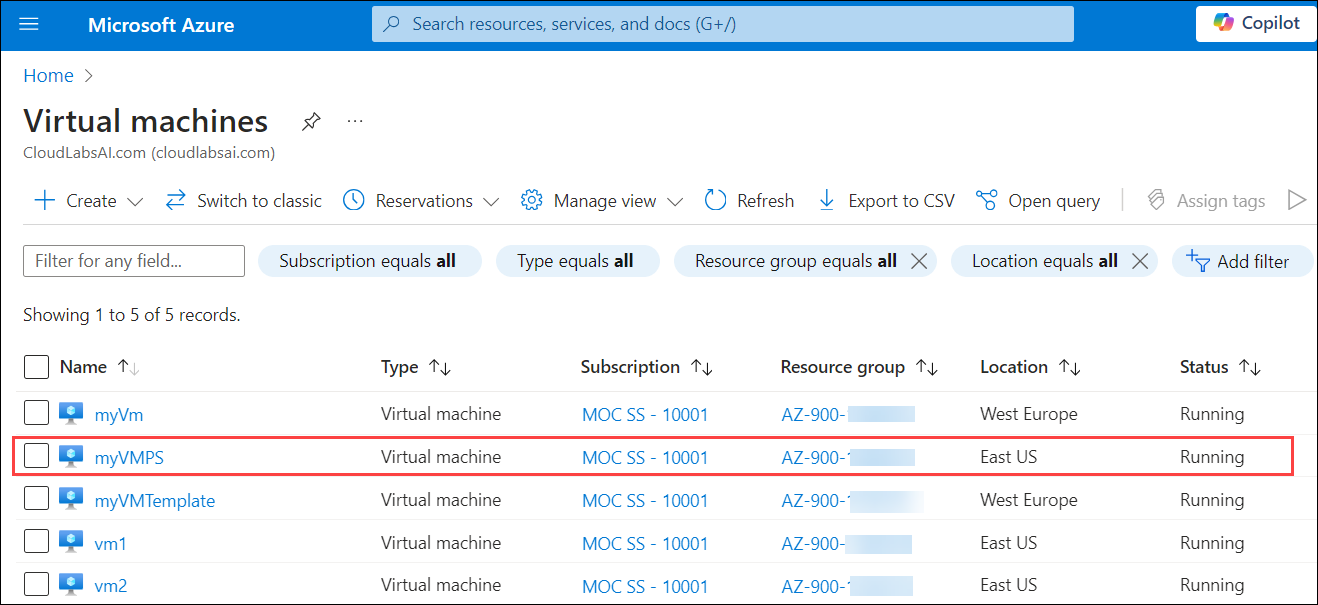 Microsoft Azure Search resources, services, and docs (G+/) Copilot
Home >
Virtual machines ...
CloudLabsAI.com (cloudlabsai.com)
Create Switch to classic Reservations Manage view Refresh Export to CSV Open query Assign tags
Filter for any field... Subscription equals all Type equals all Resource group equals all Location equals all Add filter
Showing 1 to 5 of 5 records.
Name Type Subscription Resource group Location Status
myVm Virtual machine MOC SS - 10001 AZ-900- West Europe Running
myVMPS Virtual machine MOC SS - 10001 AZ-900- East US Running
myVMTemplate Virtual machine MOC SS - 10001 AZ-900- West Europe Running
vm1 Virtual machine MOC SS - 10001 AZ-900- East US Running
vm2 Virtual machine MOC SS - 10001 AZ-900- East US Running